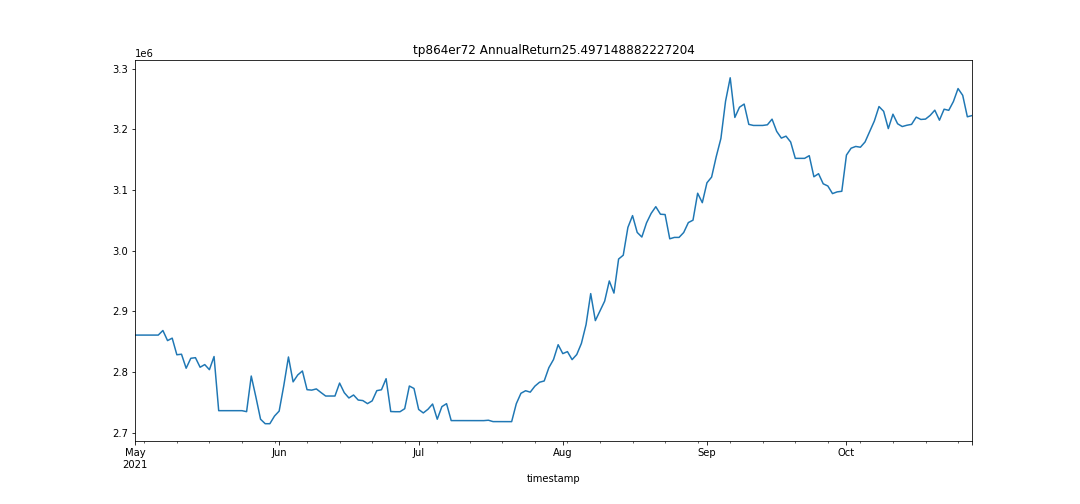 tp864er72 AnnualReturn25.497148882227204
1e6
3.3
3.2
3.1
3.0
2.9
2.8
2.7
May Jun Jul Aug Sep Oct
2021
timestamp